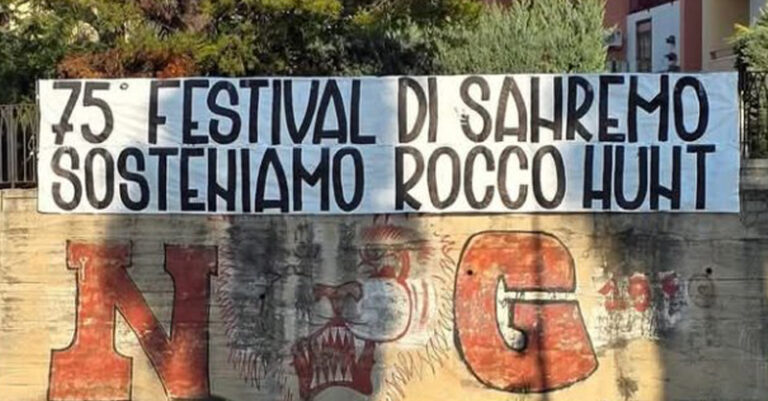 75° FESTIVAL DI SANREMO
SOSTENIAMO ROCCO HUNT
N G